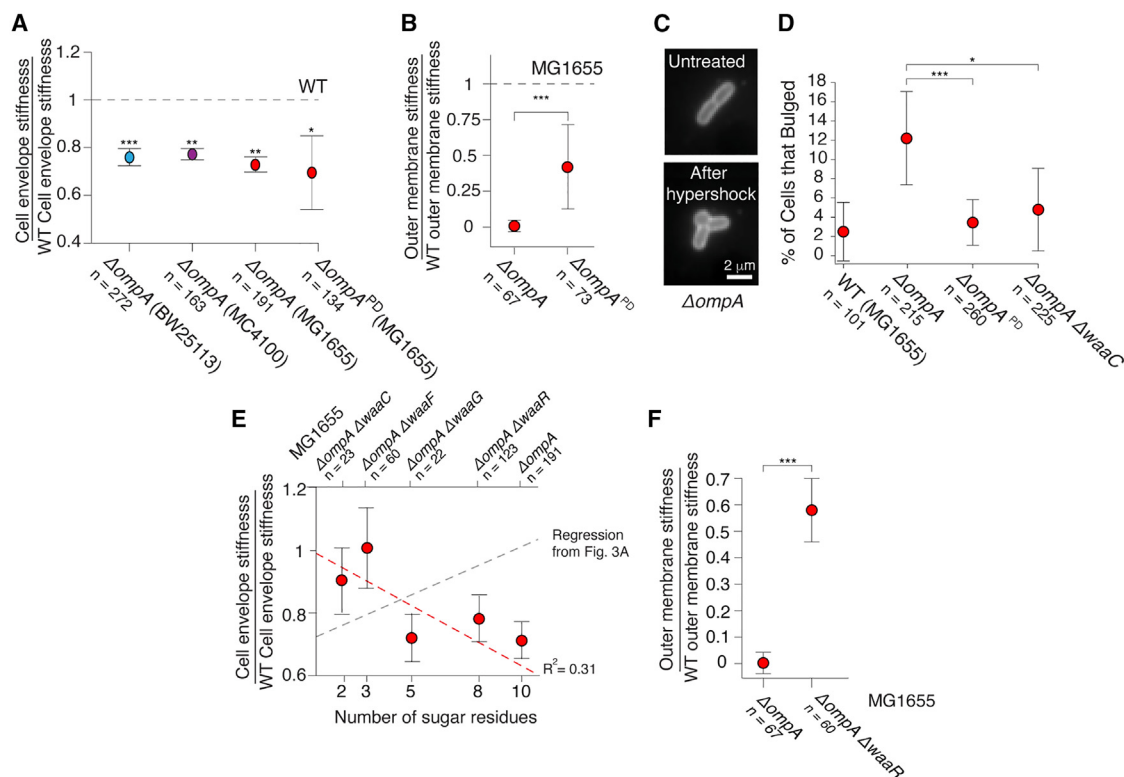 A
Cell envelope stiffnesss
WT Cell envelope stiffnesss
1.2
1
0.8
0.6
0.4
WT
***
**
**
*
ΔompA (BW25113)
n = 272
ΔompA (MC4100)
n = 163
ΔompA (MG1655)
n = 191
ΔompA^PD (MG1655)
n = 134
B
Outer membrane stiffness
WT outer membrane stiffness
MG1655
1
0.75
0.5
0.25
0
***
ΔompA
n = 67
ΔompA^PD
n = 73
C
Untreated
After
hypershock
2 μm
ΔompA
D
% of Cells that Bulged
18
16
14
12
10
8
6
4
2
0
*
***
WT (MG1655)
n = 101
ΔompA
n = 215
ΔompA^PD
n = 260
ΔompA ΔwaaC
n = 225
E
MG1655
ΔompA ΔwaaC
n = 23
ΔompA ΔwaaF
n = 60
ΔompA ΔwaaG
n = 22
ΔompA ΔwaaR
n = 123
ΔompA
n = 191
Cell envelope stiffnesss
WT Cell envelope stiffnesss
1.2
1
0.8
0.6
Regression
from Fig. 3A
R²= 0.31
2 3 5 8 10
Number of sugar residues
F
Outer membrane stiffness
WT outer membrane stiffness
0.7
0.6
0.5
0.4
0.3
0.2
0.1
0
***
ΔompA
n = 67
ΔompA ΔwaaR
n = 60
MG1655